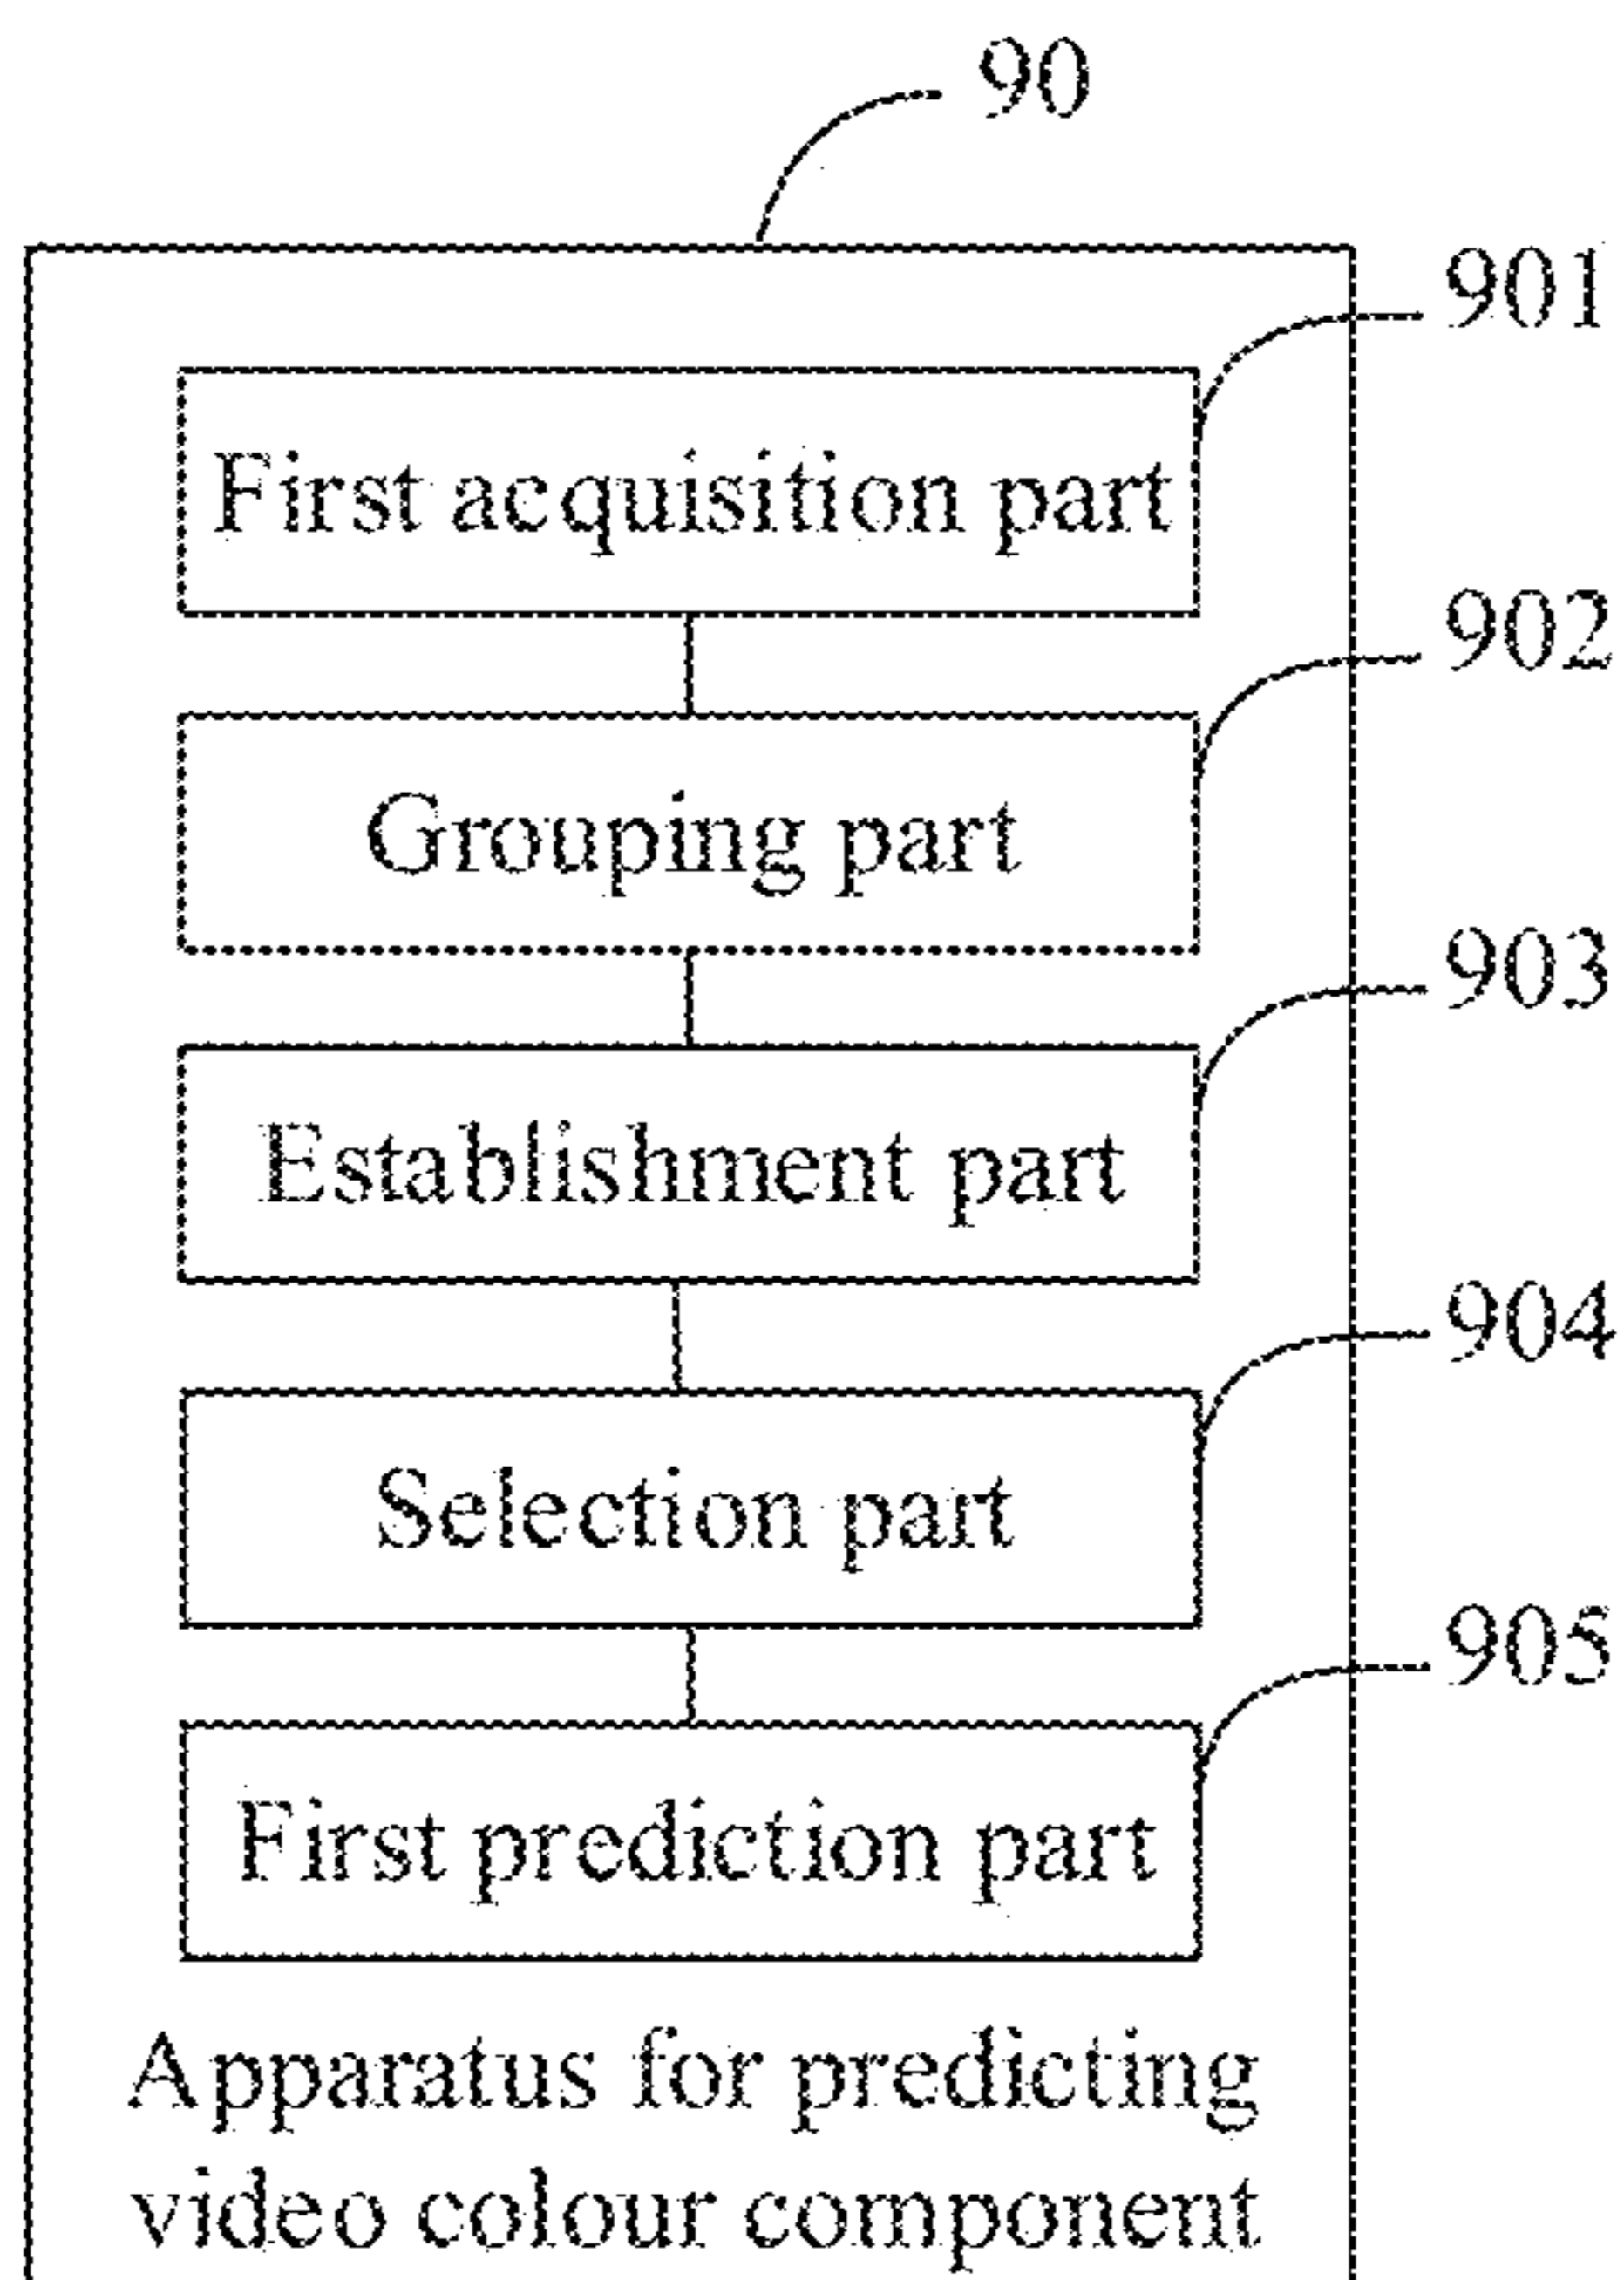 90
901
First acquisition part
902
Grouping part
903
Establishment part
904
Selection part
905
First prediction part
Apparatus for predicting
video colour component